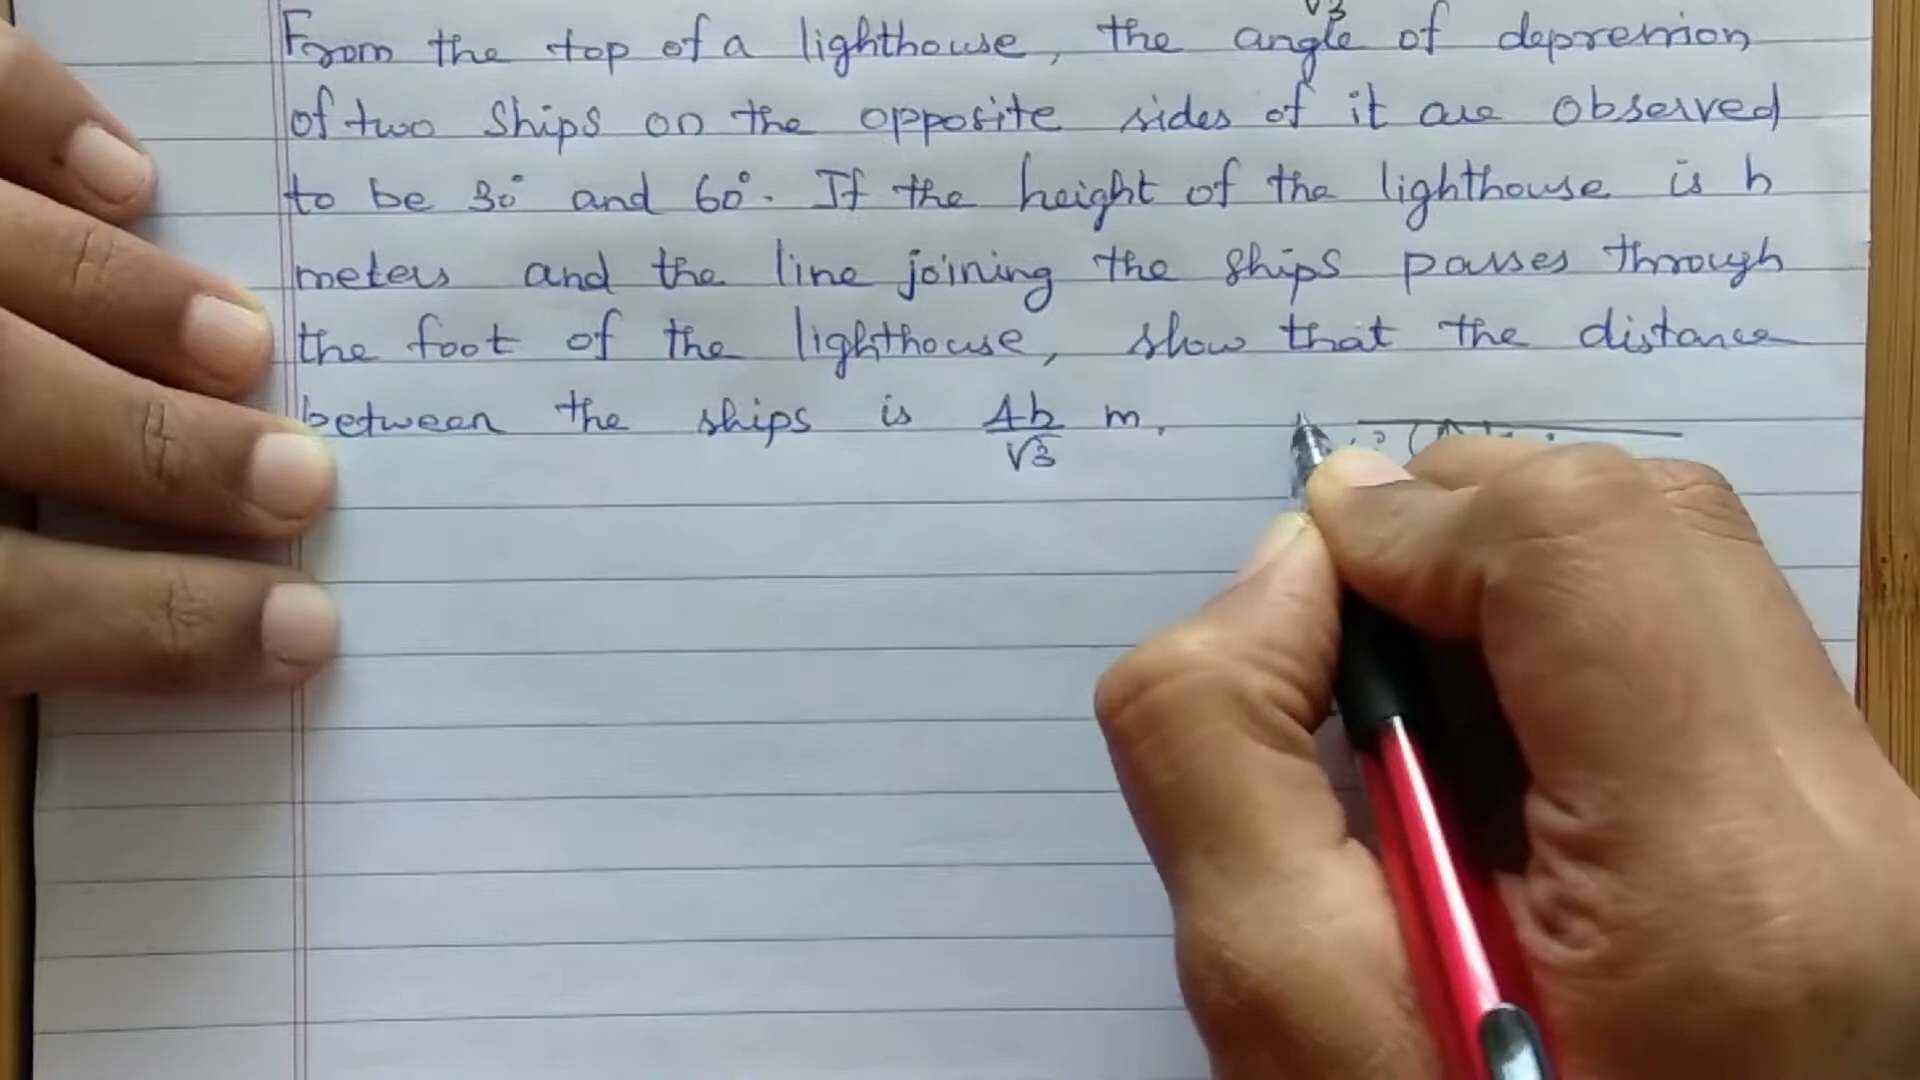 √3
From the top of a lighthouse, the angle of depression
of two ships on the opposite sides of it are observed
to be 30° and 60°. If the height of the lighthouse is h
meters and the line joining the ships passes through
the foot of the lighthouse, show that the distance
between the ships is 4h/√3 m.